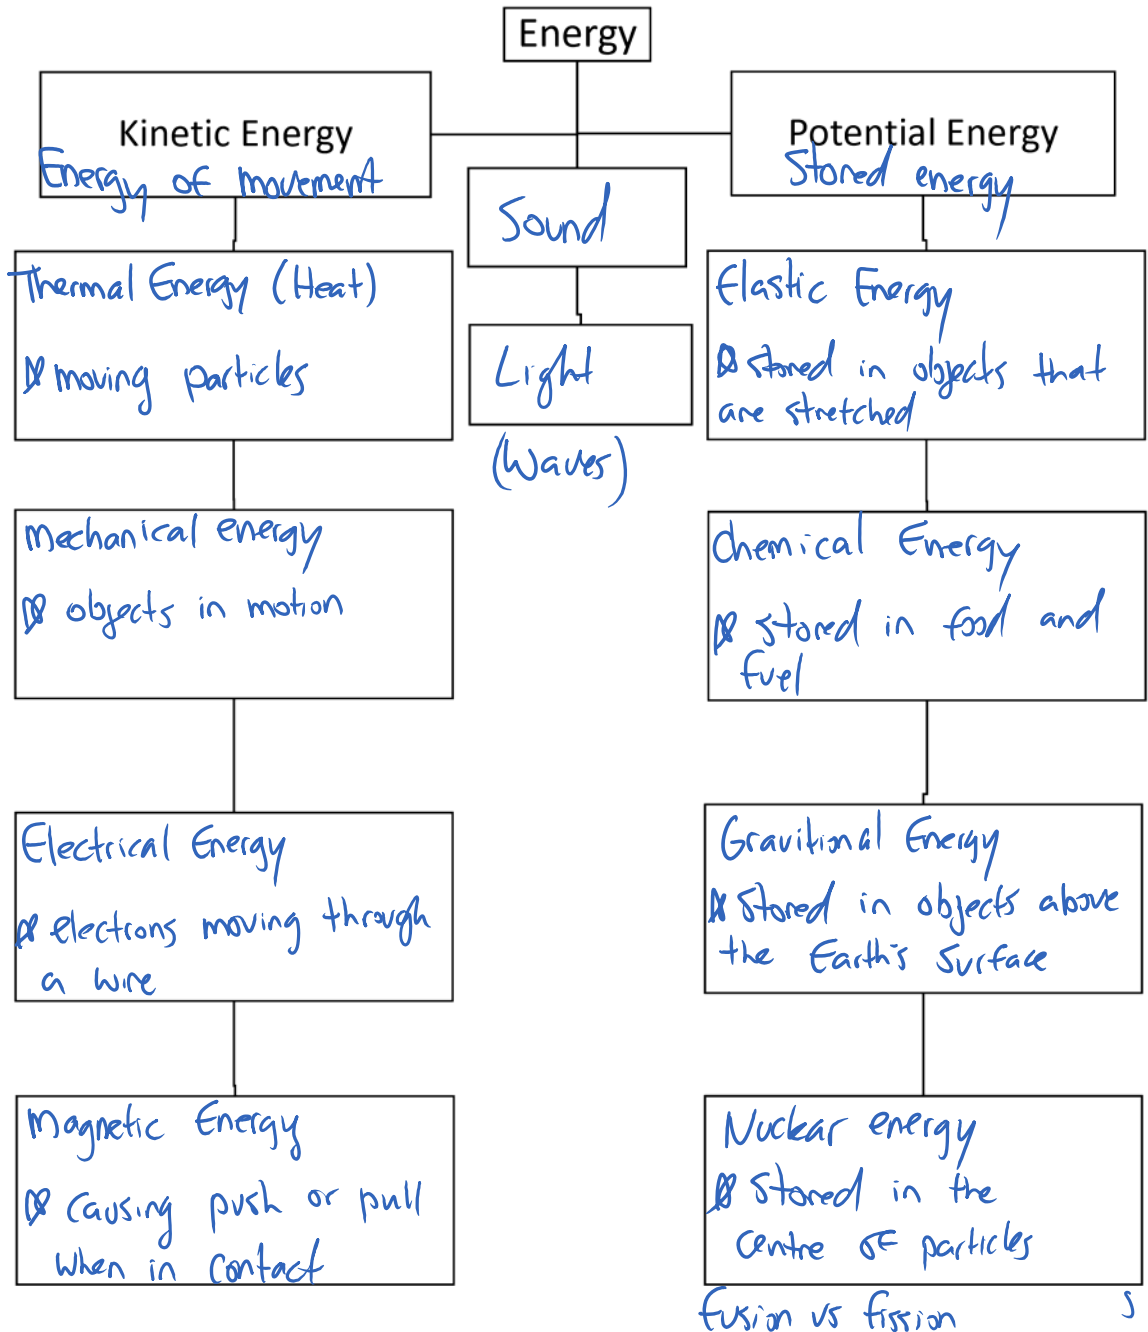 Energy
Kinetic Energy
Energy of movement
Thermal Energy (Heat)
moving particles
Mechanical energy
objects in motion
Electrical Energy
electrons moving through
a wire
Magnetic Energy
causing push or pull
when in contact
Sound
Light
(Waves)
Potential Energy
Stored energy
Elastic Energy
stored in objects that
are stretched
Chemical Energy
stored in food and
fuel
Gravitional Energy
stored in objects above
the Earth's surface
Nuclear energy
stored in the
centre of particles
fusion vs fission
s